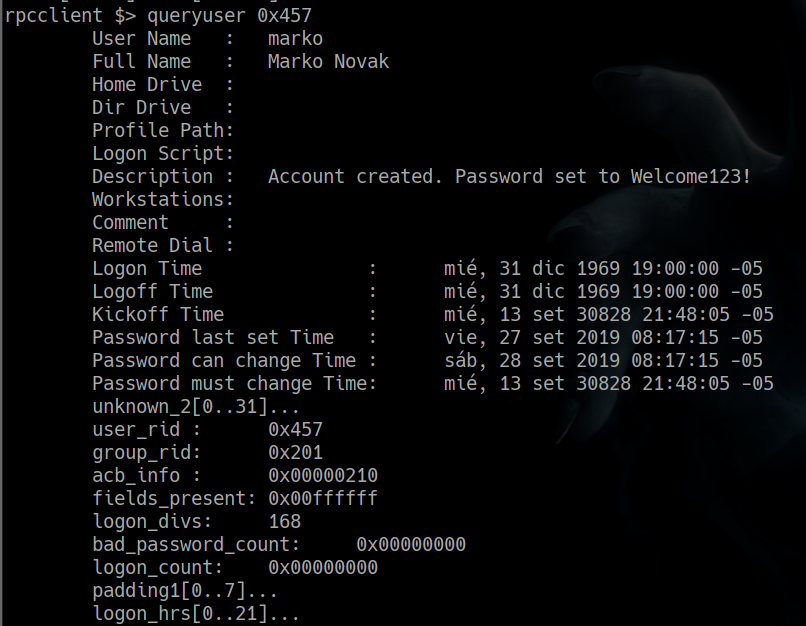 rpcclient $> queryuser 0x457
User Name : marko
Full Name : Marko Novak
Home Drive :
Dir Drive :
Profile Path:
Logon Script:
Description : Account created. Password set to Welcome123!
Workstations:
Comment :
Remote Dial :
Logon Time : mié, 31 dic 1969 19:00:00 -05
Logoff Time : mié, 31 dic 1969 19:00:00 -05
Kickoff Time : mié, 13 set 30828 21:48:05 -05
Password last set Time : vie, 27 set 2019 08:17:15 -05
Password can change Time : sáb, 28 set 2019 08:17:15 -05
Password must change Time: mié, 13 set 30828 21:48:05 -05
unknown_2[0..31]...
user_rid : 0x457
group_rid: 0x201
acb_info : 0x00000210
fields_present: 0x00ffffff
logon_divs: 168
bad_password_count: 0x00000000
logon_count: 0x00000000
padding1[0..7]...
logon_hrs[0..21]...